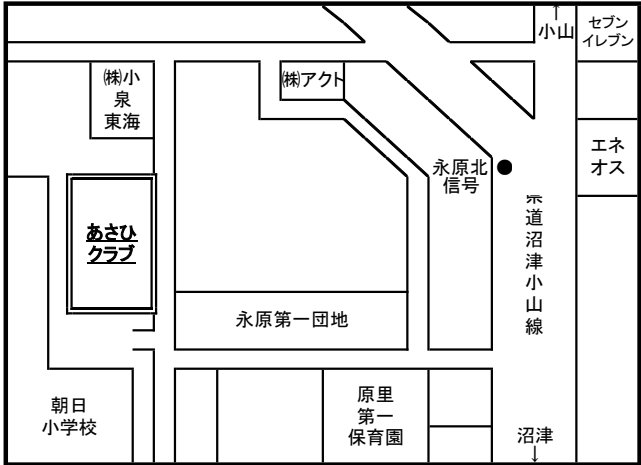 ↑
小山
セブン
イレブン
㈱小
泉
東海
㈱アクト
エネ
オス
永原北
信号
県道沼津小山線
あさひ
クラブ
永原第一団地
朝日
小学校
原里
第一
保育園
沼津
↓